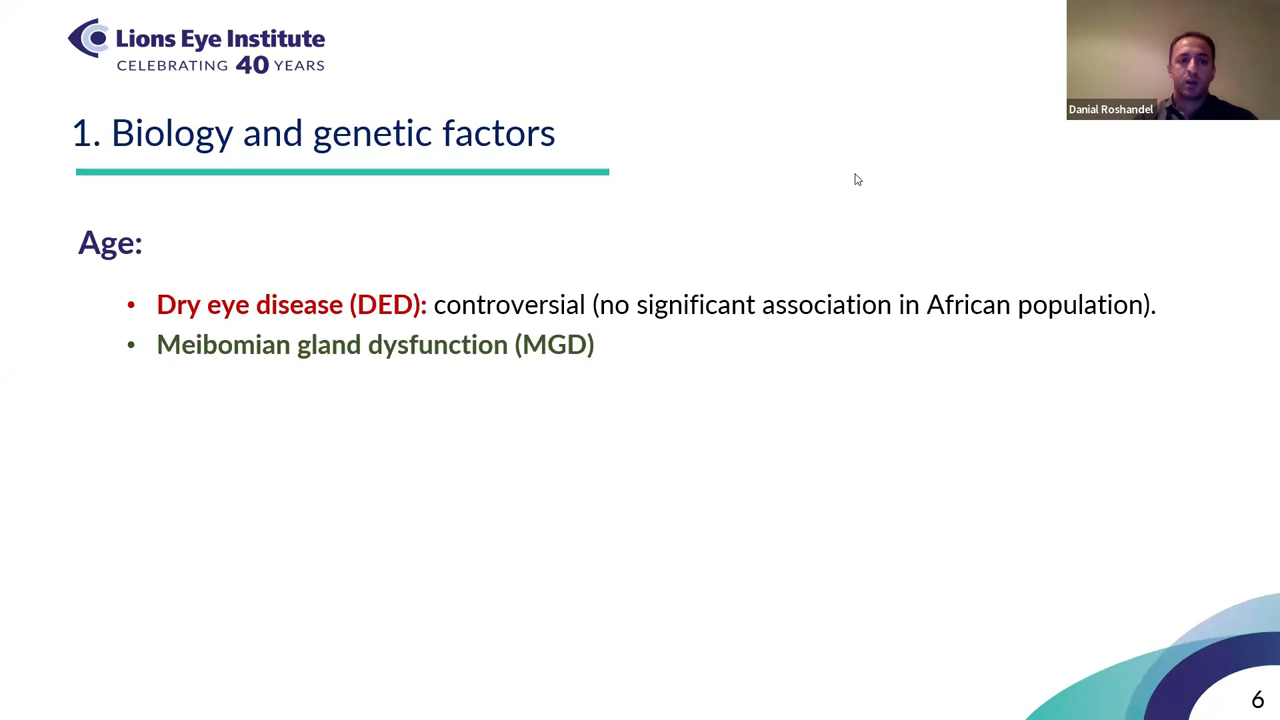 Lions Eye Institute
CELEBRATING 40 YEARS
Danial Roshandel
1. Biology and genetic factors
Age:
• Dry eye disease (DED): controversial (no significant association in African population).
• Meibomian gland dysfunction (MGD)
6